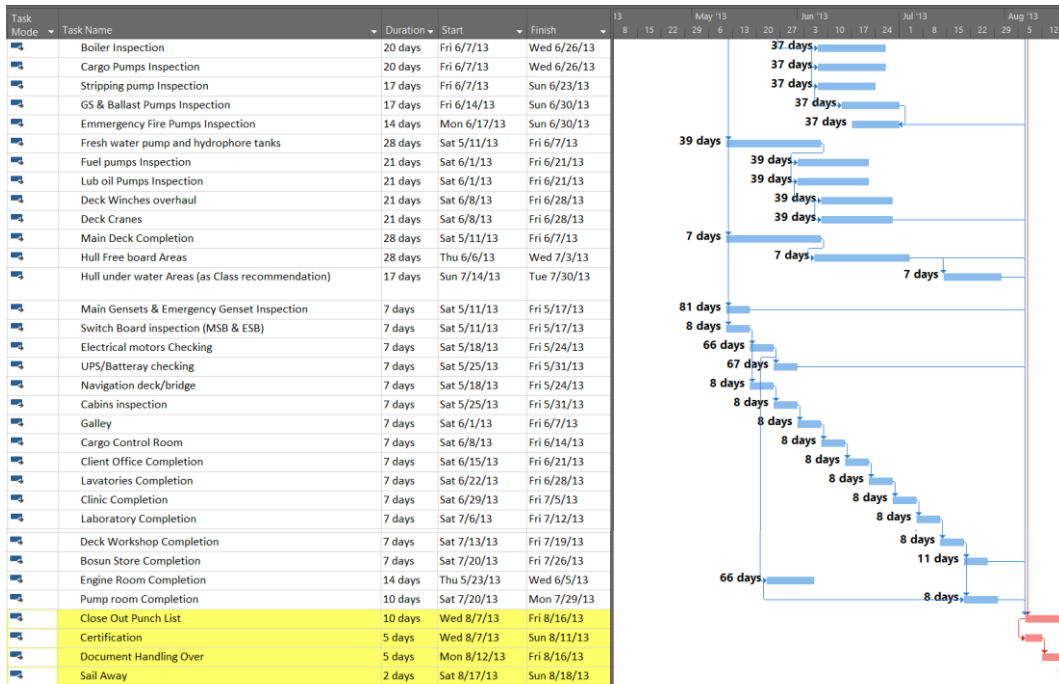 Task Mode Task Name Duration Start Finish
13 May '13 Jun '13 Jul '13 Aug '13
8 15 22 29 6 13 20 27 3 10 17 24 1 8 15 22 29 5 12
Boiler Inspection 20 days Fri 6/7/13 Wed 6/26/13 37 days
Cargo Pumps Inspection 20 days Fri 6/7/13 Wed 6/26/13 37 days
Stripping pump Inspection 17 days Fri 6/7/13 Sun 6/23/13 37 days
GS & Ballast Pumps Inspection 17 days Fri 6/14/13 Sun 6/30/13 37 days
Emmergency Fire Pumps Inspection 14 days Mon 6/17/13 Sun 6/30/13 37 days
Fresh water pump and hydrophore tanks 28 days Sat 5/11/13 Fri 6/7/13 39 days
Fuel pumps Inspection 21 days Sat 6/1/13 Fri 6/21/13 39 days
Lub oil Pumps Inspection 21 days Sat 6/1/13 Fri 6/21/13 39 days
Deck Winches overhaul 21 days Sat 6/8/13 Fri 6/28/13 39 days
Deck Cranes 21 days Sat 6/8/13 Fri 6/28/13 39 days
Main Deck Completion 28 days Sat 5/11/13 Fri 6/7/13 7 days
Hull Free board Areas 28 days Thu 6/6/13 Wed 7/3/13 7 days
Hull under water Areas (as Class recommendation) 17 days Sun 7/14/13 Tue 7/30/13 7 days
Main Gensets & Emergency Genset Inspection 7 days Sat 5/11/13 Fri 5/17/13 81 days
Switch Board inspection (MSB & ESB) 7 days Sat 5/11/13 Fri 5/17/13 8 days
Electrical motors Checking 7 days Sat 5/18/13 Fri 5/24/13 66 days
UPS/Batteray checking 7 days Sat 5/25/13 Fri 5/31/13 67 days
Navigation deck/bridge 7 days Sat 5/18/13 Fri 5/24/13 8 days
Cabins inspection 7 days Sat 5/25/13 Fri 5/31/13 8 days
Galley 7 days Sat 6/1/13 Fri 6/7/13 8 days
Cargo Control Room 7 days Sat 6/8/13 Fri 6/14/13 8 days
Client Office Completion 7 days Sat 6/15/13 Fri 6/21/13 8 days
Lavatories Completion 7 days Sat 6/22/13 Fri 6/28/13 8 days
Clinic Completion 7 days Sat 6/29/13 Fri 7/5/13 8 days
Laboratory Completion 7 days Sat 7/6/13 Fri 7/12/13 8 days
Deck Workshop Completion 7 days Sat 7/13/13 Fri 7/19/13 8 days
Bosun Store Completion 7 days Sat 7/20/13 Fri 7/26/13 11 days
Engine Room Completion 14 days Thu 5/23/13 Wed 6/5/13 66 days
Pump room Completion 10 days Sat 7/20/13 Mon 7/29/13 8 days
Close Out Punch List 10 days Wed 8/7/13 Fri 8/16/13
Certification 5 days Wed 8/7/13 Sun 8/11/13
Document Handling Over 5 days Mon 8/12/13 Fri 8/16/13
Sail Away 2 days Sat 8/17/13 Sun 8/18/13